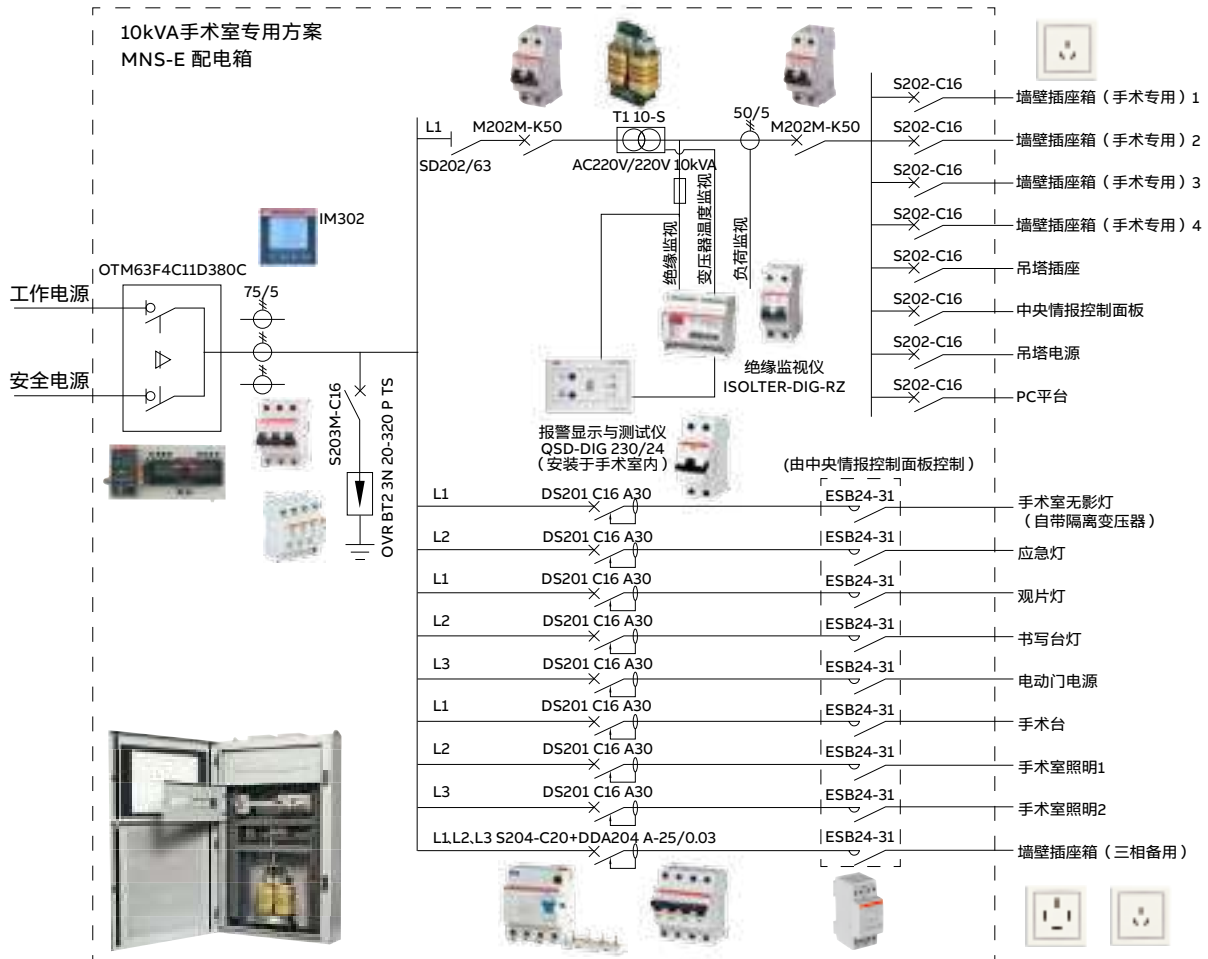 10kVA手术室专用方案
MNS-E 配电箱
S202-C16
墙壁插座箱（手术专用）1
L1
M202M-K50
T1 10-S
50/5
M202M-K50
S202-C16
墙壁插座箱（手术专用）2
SD202/63
AC220V/220V 10kVA
S202-C16
墙壁插座箱（手术专用）3
S202-C16
墙壁插座箱（手术专用）4
绝缘监视
变压器温度监视
负荷监视
IM302
S202-C16
吊塔插座
OTM63F4C11D380C
工作电源
75/5
S202-C16
中央情报控制面板
S202-C16
吊塔电源
绝缘监视仪
ISOLTER-DIG-RZ
安全电源
S202-C16
PC平台
S203M-C16
OVR BT2 3N 20-320 P TS
报警显示与测试仪
QSD-DIG 230/24
（安装于手术室内）
(由中央情报控制面板控制）
L1
DS201 C16 A30
ESB24-31
手术室无影灯
（自带隔离变压器）
L2
DS201 C16 A30
ESB24-31
应急灯
L1
DS201 C16 A30
ESB24-31
观片灯
L2
DS201 C16 A30
ESB24-31
书写台灯
L3
DS201 C16 A30
ESB24-31
电动门电源
L1
DS201 C16 A30
ESB24-31
手术台
L2
DS201 C16 A30
ESB24-31
手术室照明1
L3
DS201 C16 A30
ESB24-31
手术室照明2
L1、L2、L3 S204-C20+DDA204 A-25/0.03
ESB24-31
墙壁插座箱（三相备用）